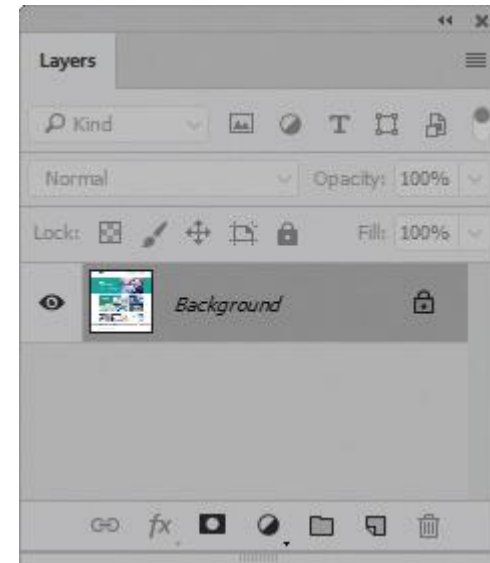 Layers
Kind
Normal Opacity: 100%
Lock: Fill: 100%
Background
fx